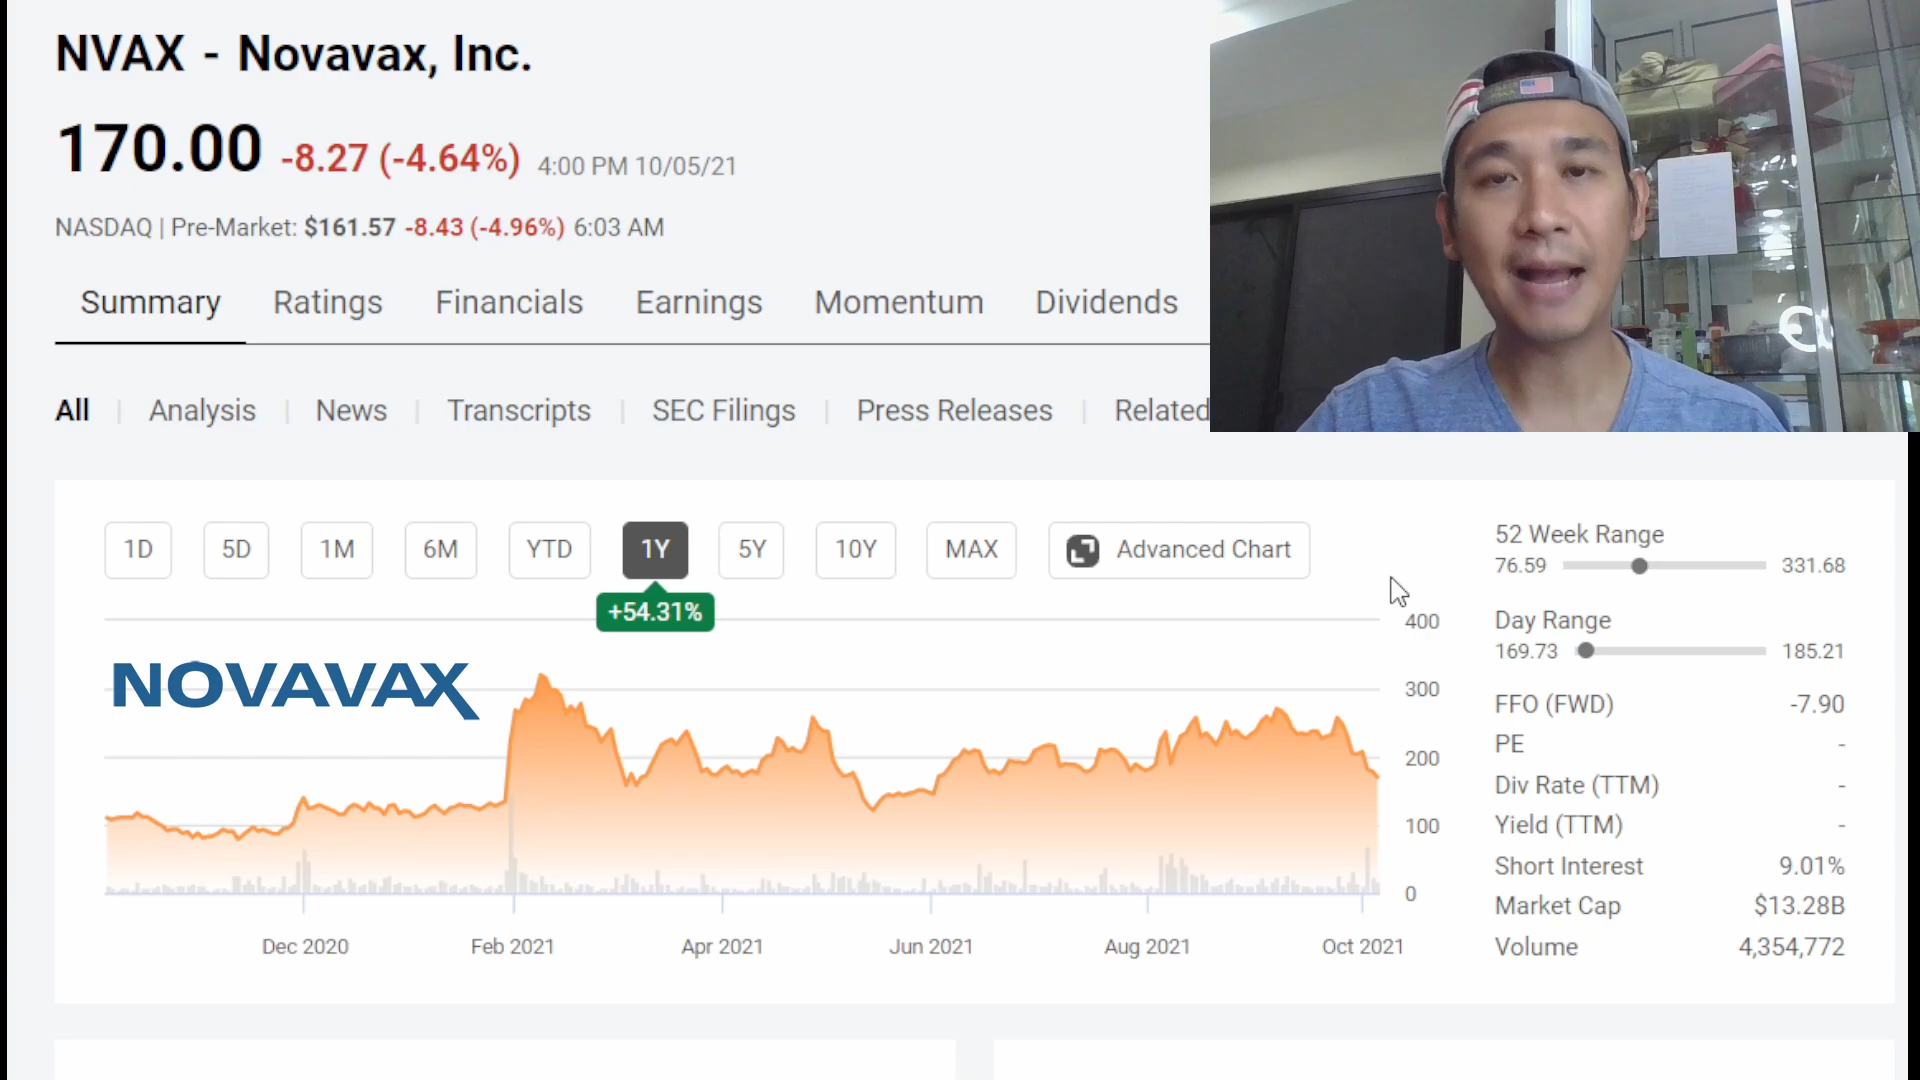 NVAX - Novavax, Inc.
170.00 -8.27 (-4.64%) 4:00 PM 10/05/21
NASDAQ | Pre-Market: $161.57 -8.43 (-4.96%) 6:03 AM
Summary Ratings Financials Earnings Momentum Dividends
All | Analysis | News | Transcripts | SEC Filings | Press Releases | Related
1D 5D 1M 6M YTD 1Y 5Y 10Y MAX Advanced Chart
+54.31%
NOVAVAX
400
300
200
100
0
Dec 2020 Feb 2021 Apr 2021 Jun 2021 Aug 2021 Oct 2021
52 Week Range
76.59 331.68
Day Range
169.73 185.21
FFO (FWD) -7.90
PE -
Div Rate (TTM) -
Yield (TTM) -
Short Interest 9.01%
Market Cap $13.28B
Volume 4,354,772